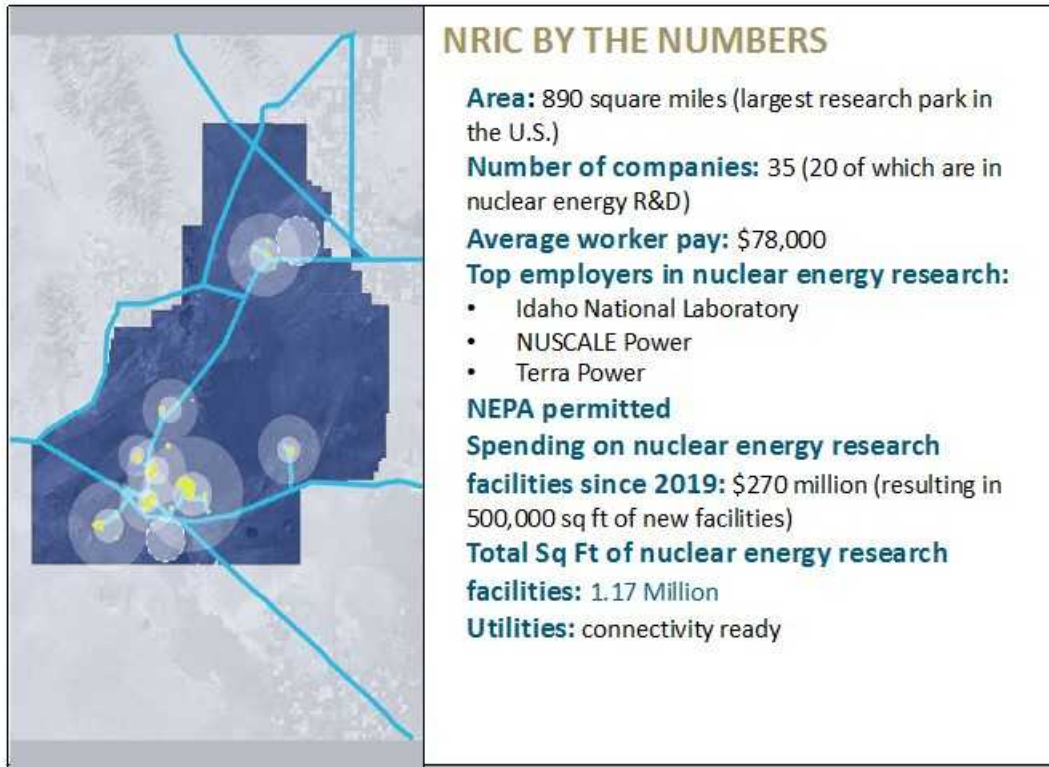 NRIC BY THE NUMBERS
Area: 890 square miles (largest research park in
the U.S.)
Number of companies: 35 (20 of which are in
nuclear energy R&D)
Average worker pay: $78,000
Top employers in nuclear energy research:
• Idaho National Laboratory
• NUSCALE Power
• Terra Power
NEPA permitted
Spending on nuclear energy research
facilities since 2019: $270 million (resulting in
500,000 sq ft of new facilities)
Total Sq Ft of nuclear energy research
facilities: 1.17 Million
Utilities: connectivity ready